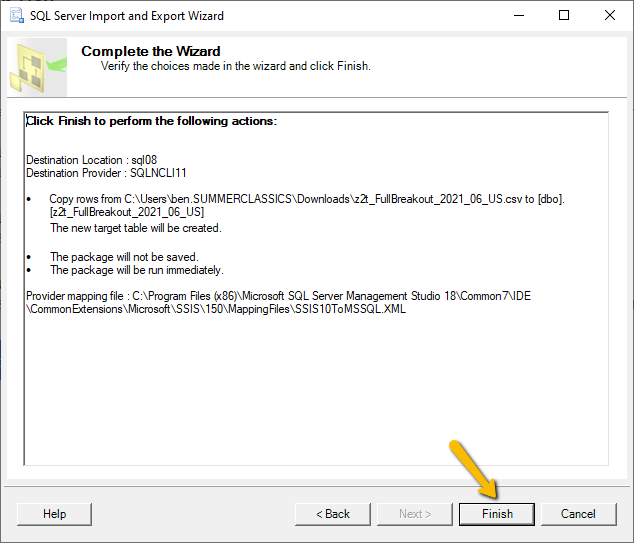 SQL Server Import and Export Wizard
Complete the Wizard
Verify the choices made in the wizard and click Finish.
Click Finish to perform the following actions:
Destination Location : sql08
Destination Provider : SQLNCLI11
• Copy rows from C:\Users\ben.SUMMERCLASSICS\Downloads\z2t_FullBreakout_2021_06_US.csv to [dbo].
[z2t_FullBreakout_2021_06_US]
The new target table will be created.
• The package will not be saved.
• The package will be run immediately.
Provider mapping file : C:\Program Files (x86)\Microsoft SQL Server Management Studio 18\Common7\IDE
\CommonExtensions\Microsoft\SSIS\150\MappingFiles\SSIS10ToMSSQL.XML
Help
< Back
Next >
Finish
Cancel